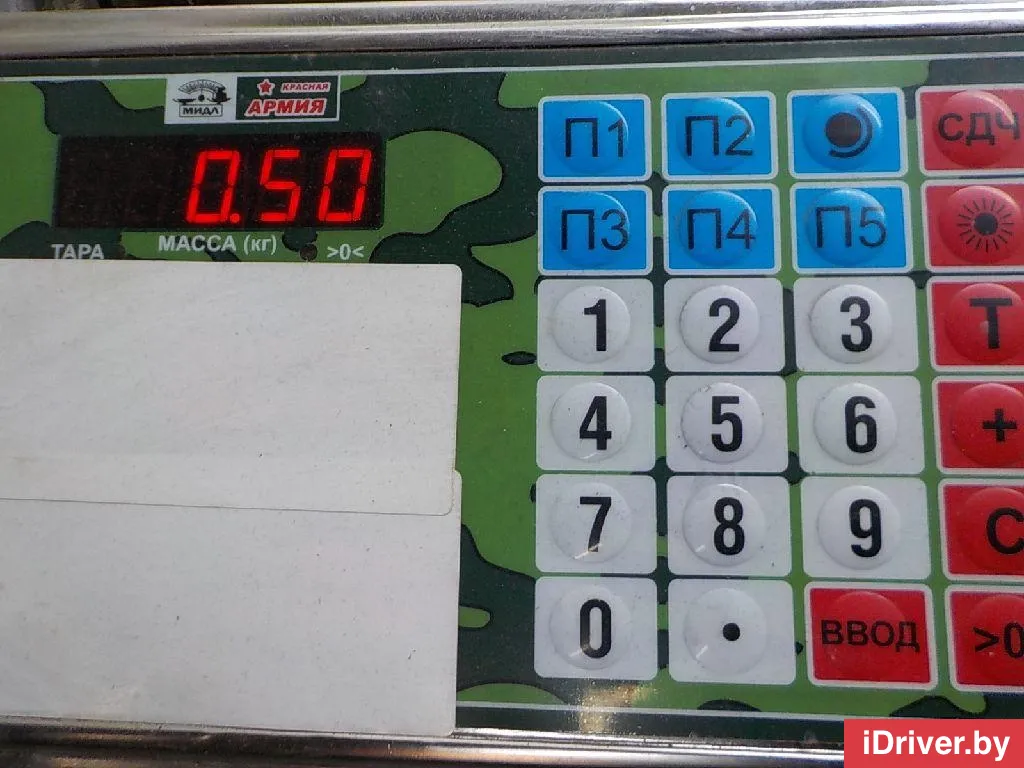 МИДЛ
КРАСНАЯ
АРМИЯ
0.50
ТАРА
МАССА (кг)
>0<
П1 П2 СДЧ
П3 П4 П5
1 2 3 Т
4 5 6 +
7 8 9 С
0 . ВВОД >0
iDriver.by